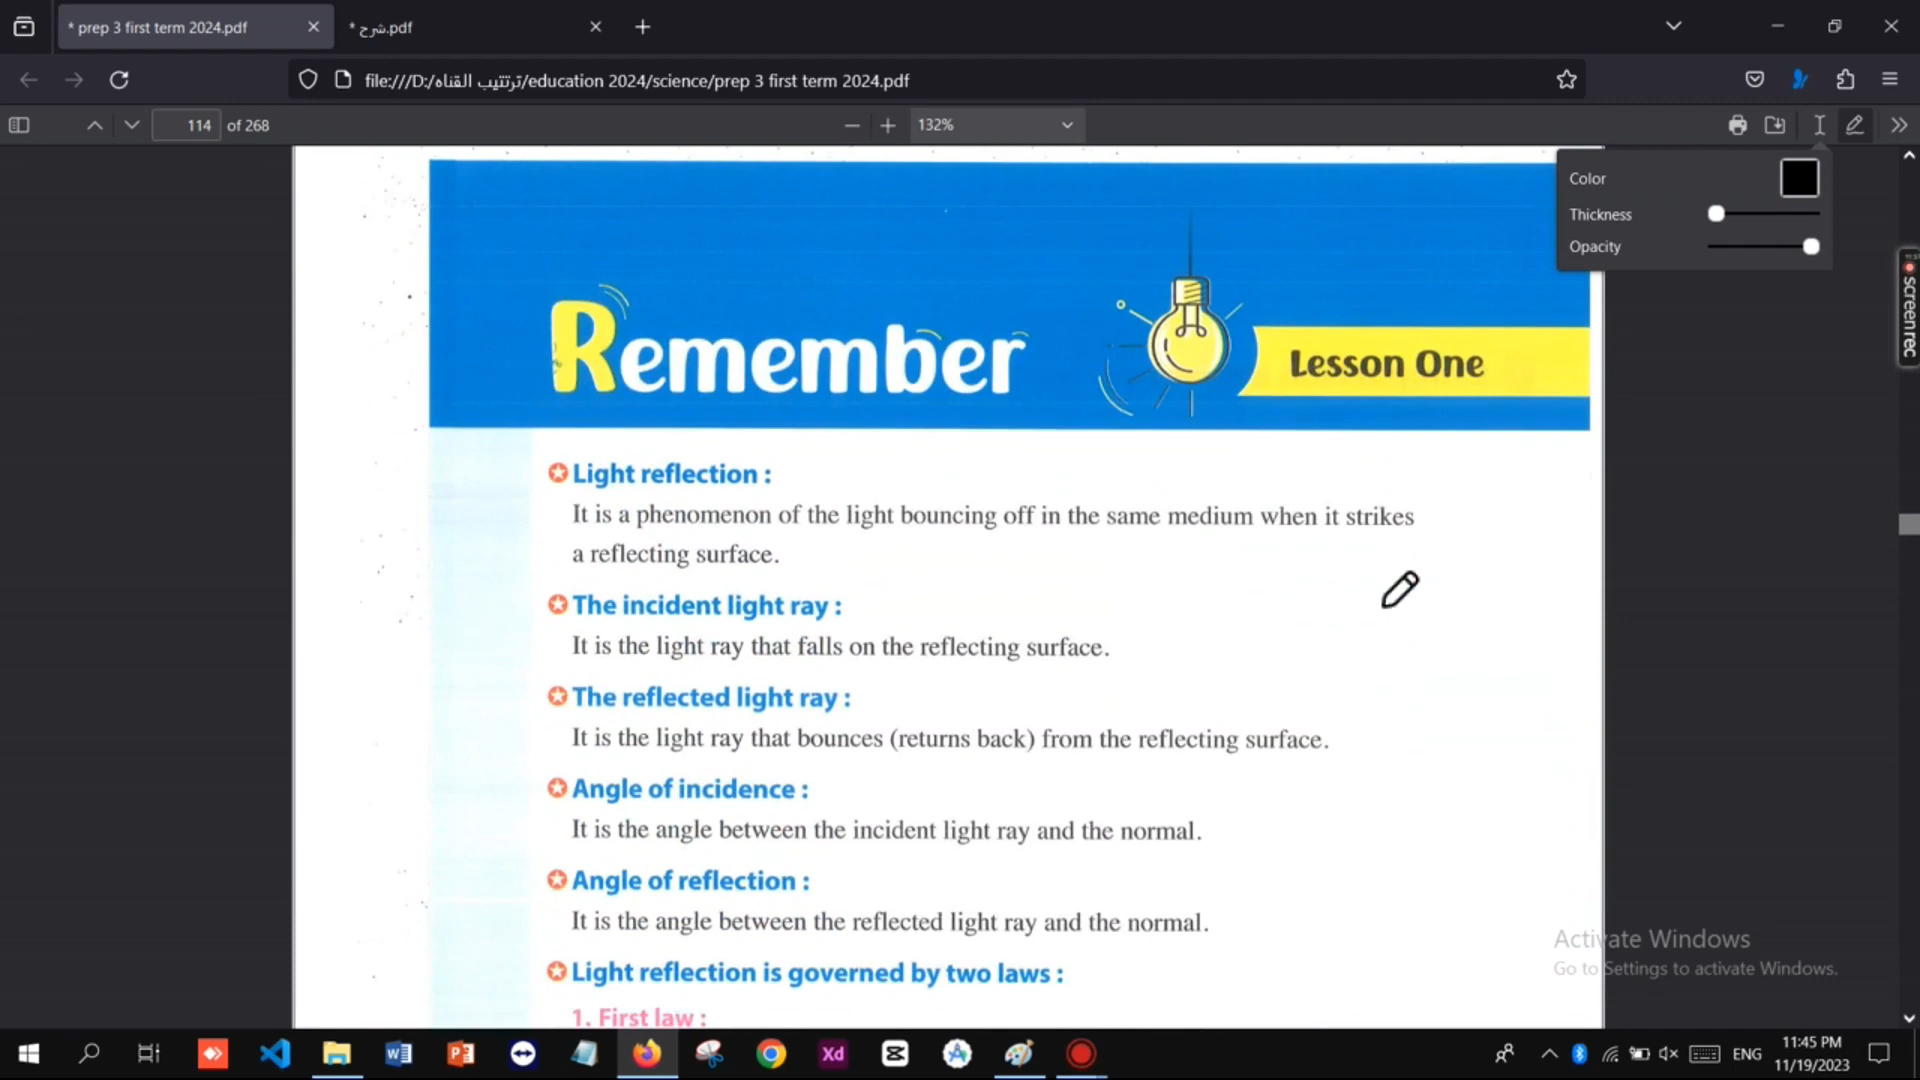 * prep 3 first term 2024.pdf
* شرح.pdf
file:///D:/ترتتيب القناه/education 2024/science/prep 3 first term 2024.pdf
114 of 268
132%
Color
Thickness
Opacity
Remember
Lesson One
screenrec
Light reflection :
It is a phenomenon of the light bouncing off in the same medium when it strikes
a reflecting surface.
The incident light ray :
It is the light ray that falls on the reflecting surface.
The reflected light ray :
It is the light ray that bounces (returns back) from the reflecting surface.
Angle of incidence :
It is the angle between the incident light ray and the normal.
Angle of reflection :
It is the angle between the reflected light ray and the normal.
Light reflection is governed by two laws :
1. First law :
Activate Windows
Go to Settings to activate Windows.
Xd
ENG
11:45 PM
11/19/2023